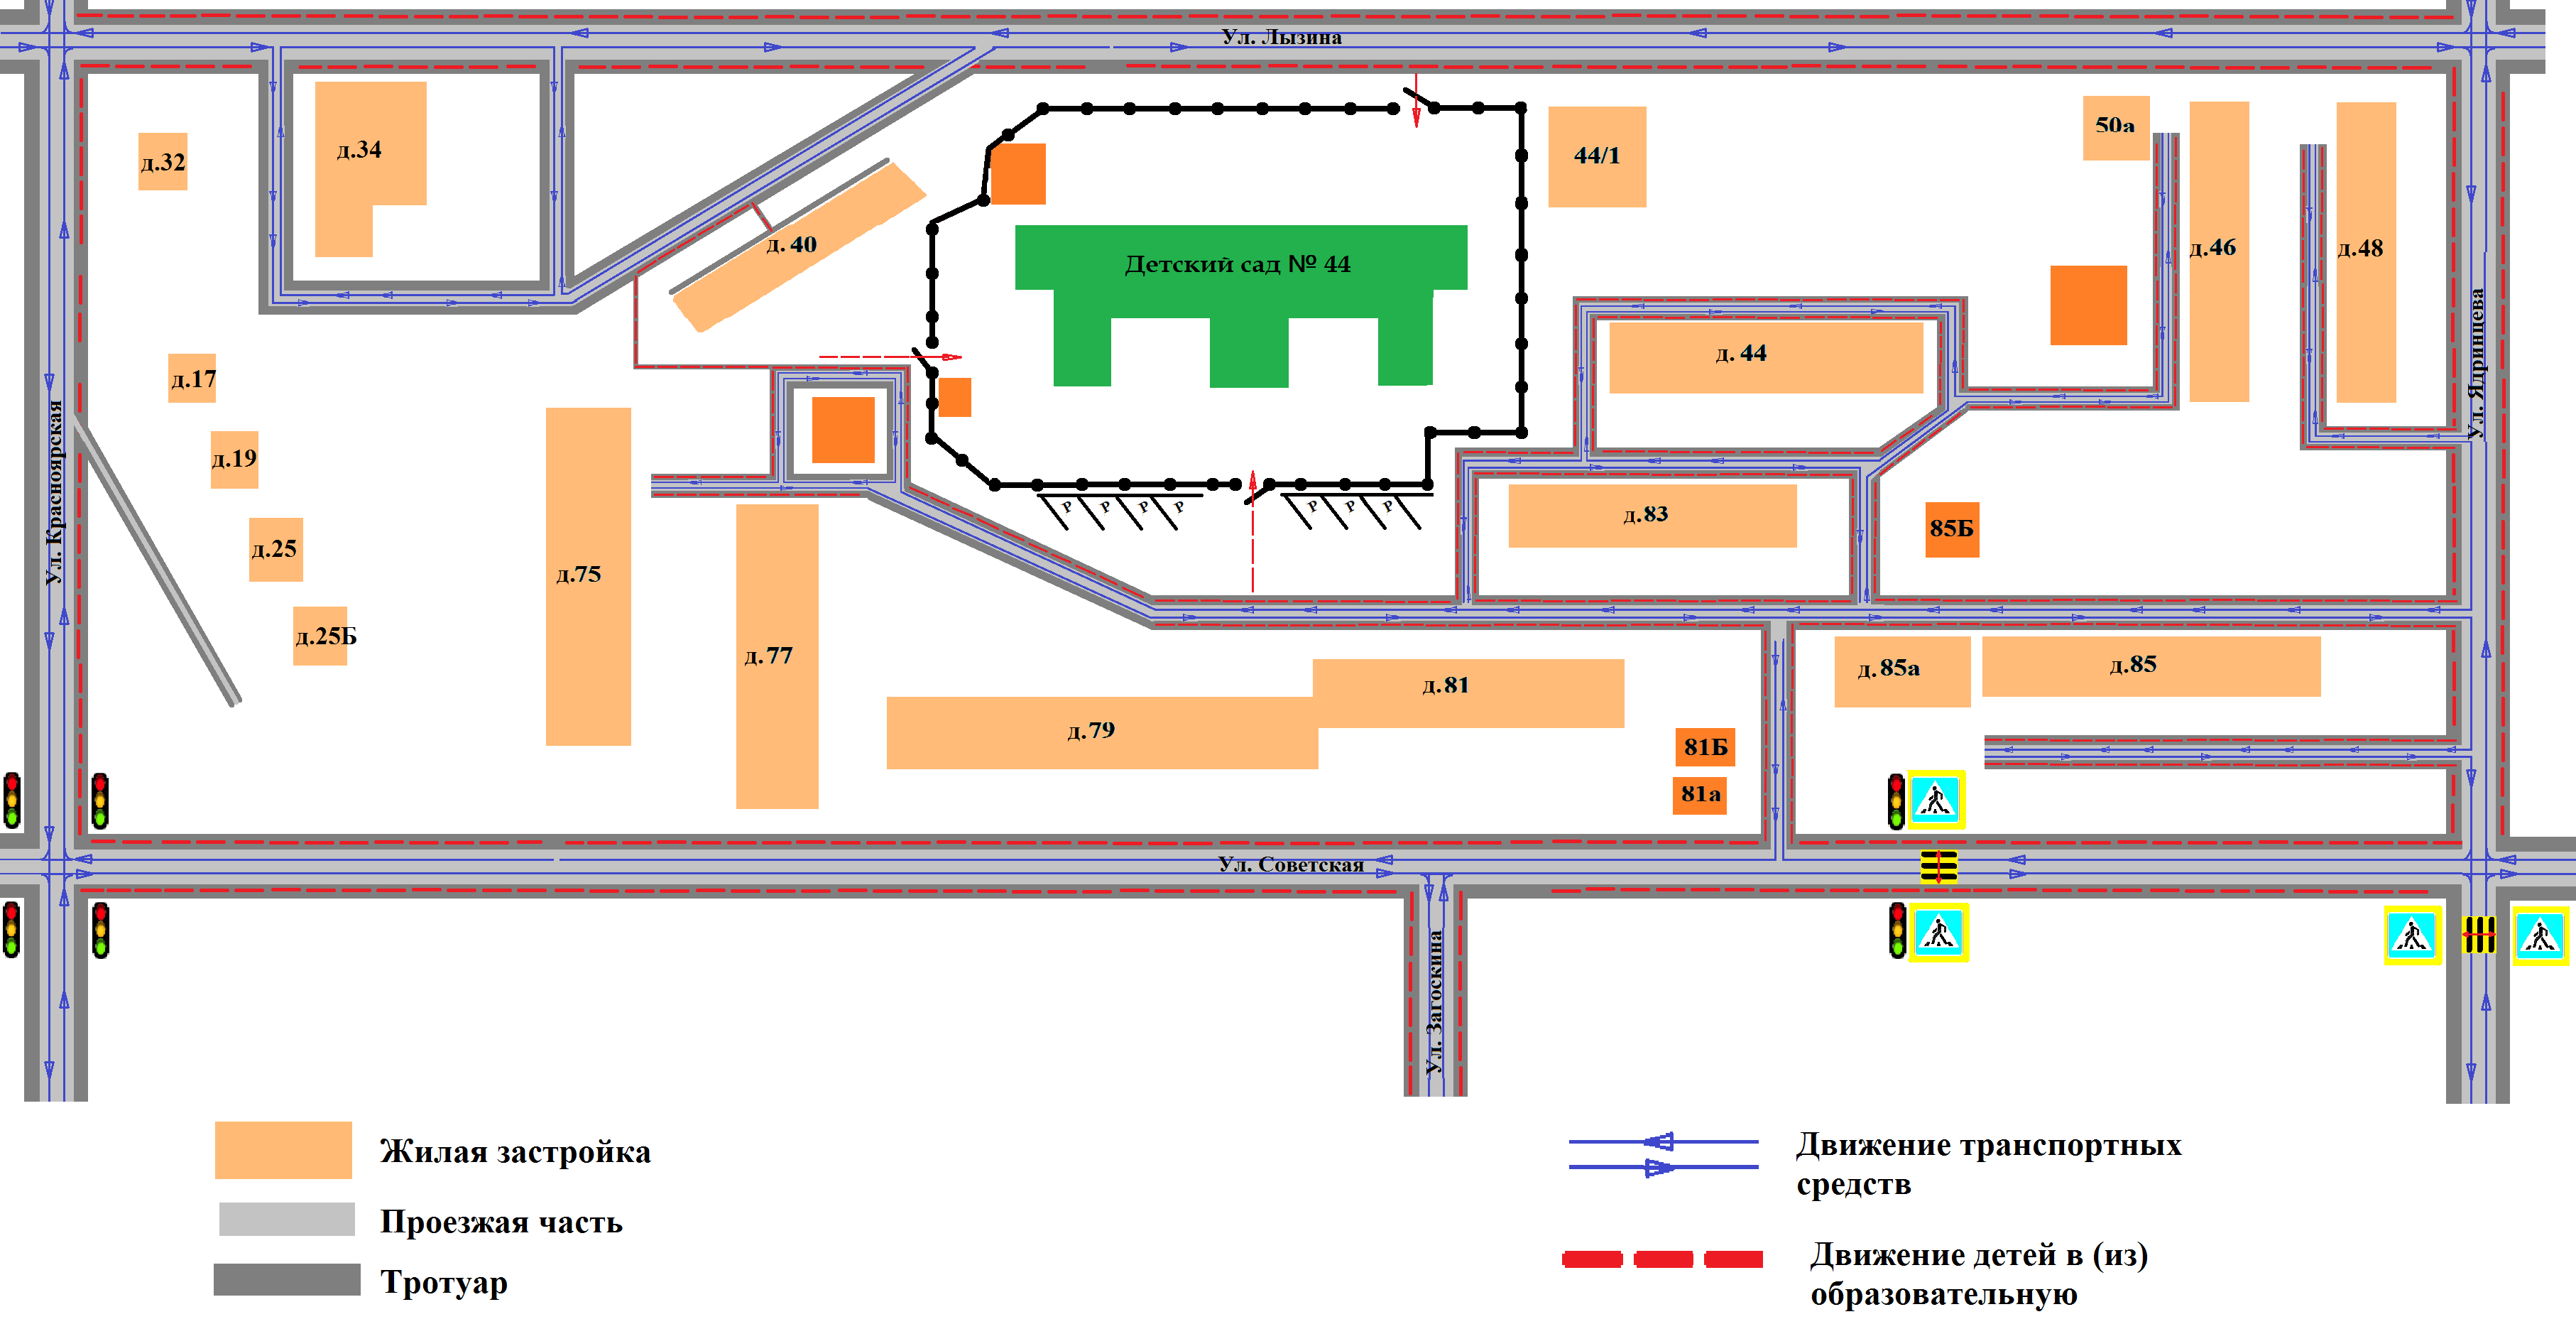 Ул. Лызина
д.32
д.34
д. 40
44/1
50а
д.46
д.48
Детский сад № 44
д. 44
Ул. Ядринцева
Ул. Красноярская
д.17
д.19
д.25
д.25Б
д.75
д.77
Р Р Р Р
Р Р Р
д.83
85Б
д.79
д.81
д.85а
д.85
81Б
81а
Ул. Советская
Ул. Загоскина
Жилая застройка
Проезжая часть
Тротуар
Движение транспортных
средств
Движение детей в (из)
образовательную